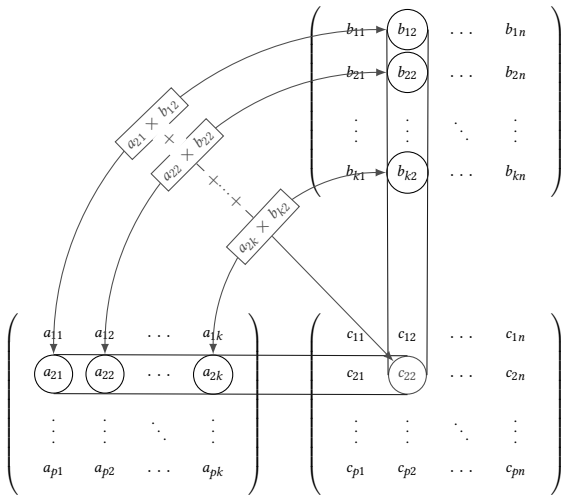 b₁₁ b₁₂ ... b₁ₙ
b₂₁ b₂₂ ... b₂ₙ
⋮ ⋮ ⋱ ⋮
bₖ₁ bₖ₂ ... bₖₙ
a₂₁ × b₁₂
+
a₂₂ × b₂₂
+ ... +
a₂ₖ × bₖ₂
a₁₁ a₁₂ ... a₁ₖ
a₂₁ a₂₂ ... a₂ₖ
⋮ ⋮ ⋱ ⋮
aₚ₁ aₚ₂ ... aₚₖ
c₁₁ c₁₂ ... c₁ₙ
c₂₁ c₂₂ ... c₂ₙ
⋮ ⋮ ⋱ ⋮
cₚ₁ cₚ₂ ... cₚₙ